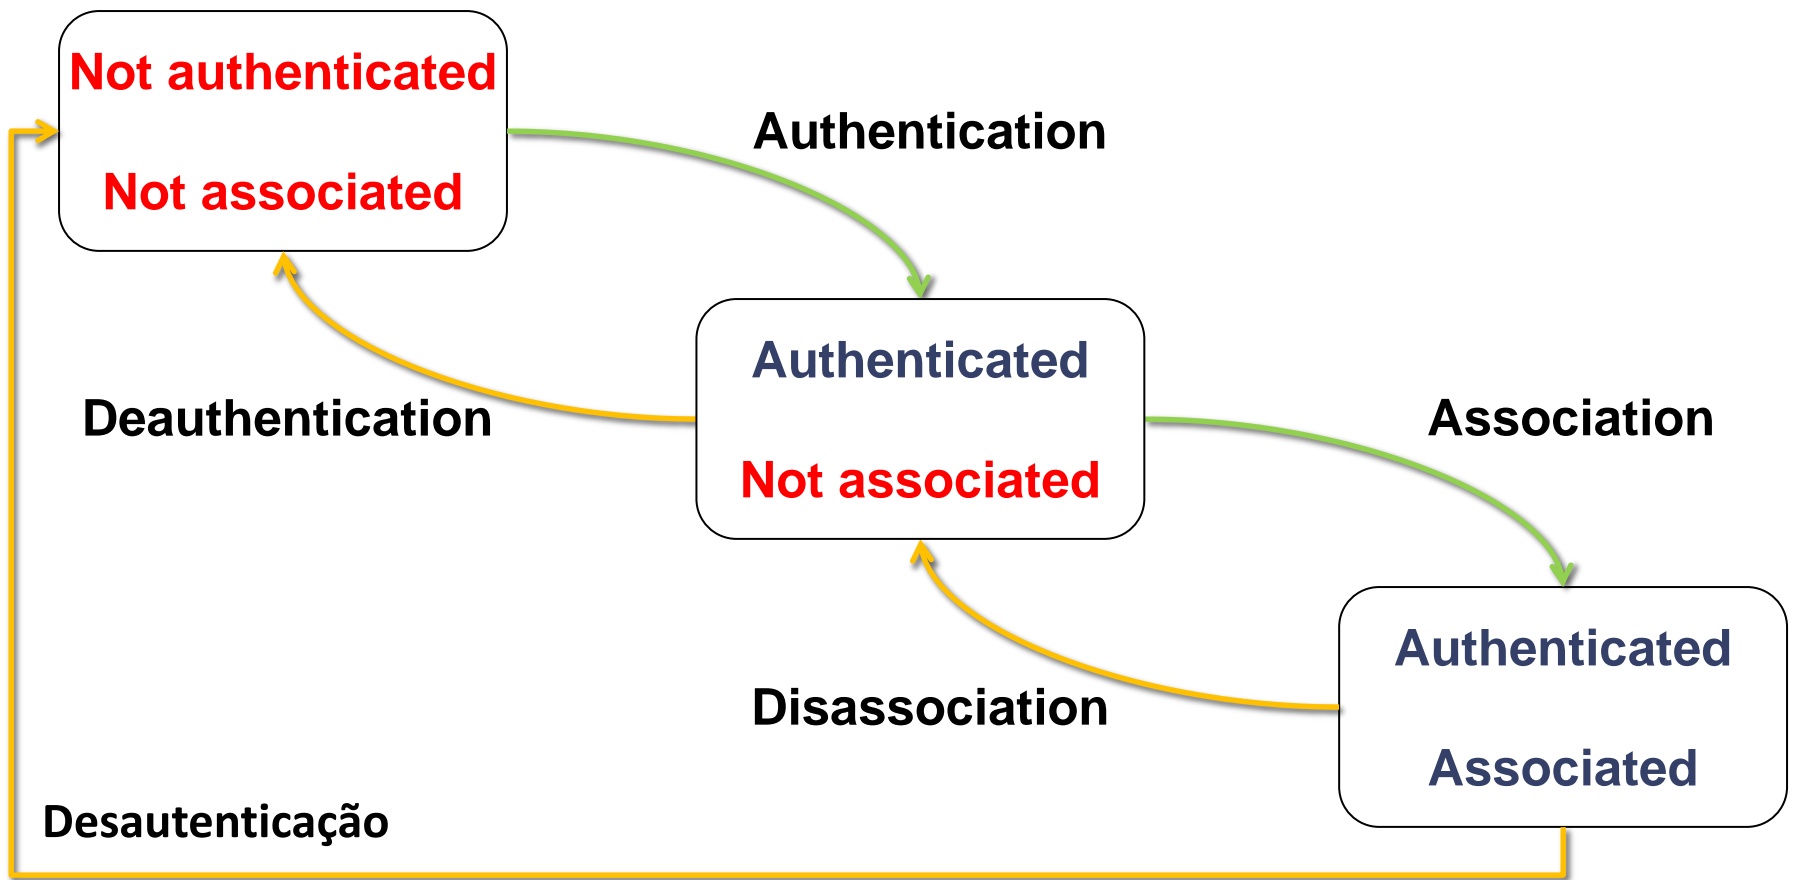 Not authenticated
Not associated
Authentication
Authenticated
Not associated
Deauthentication
Association
Authenticated
Associated
Disassociation
Desautenticação